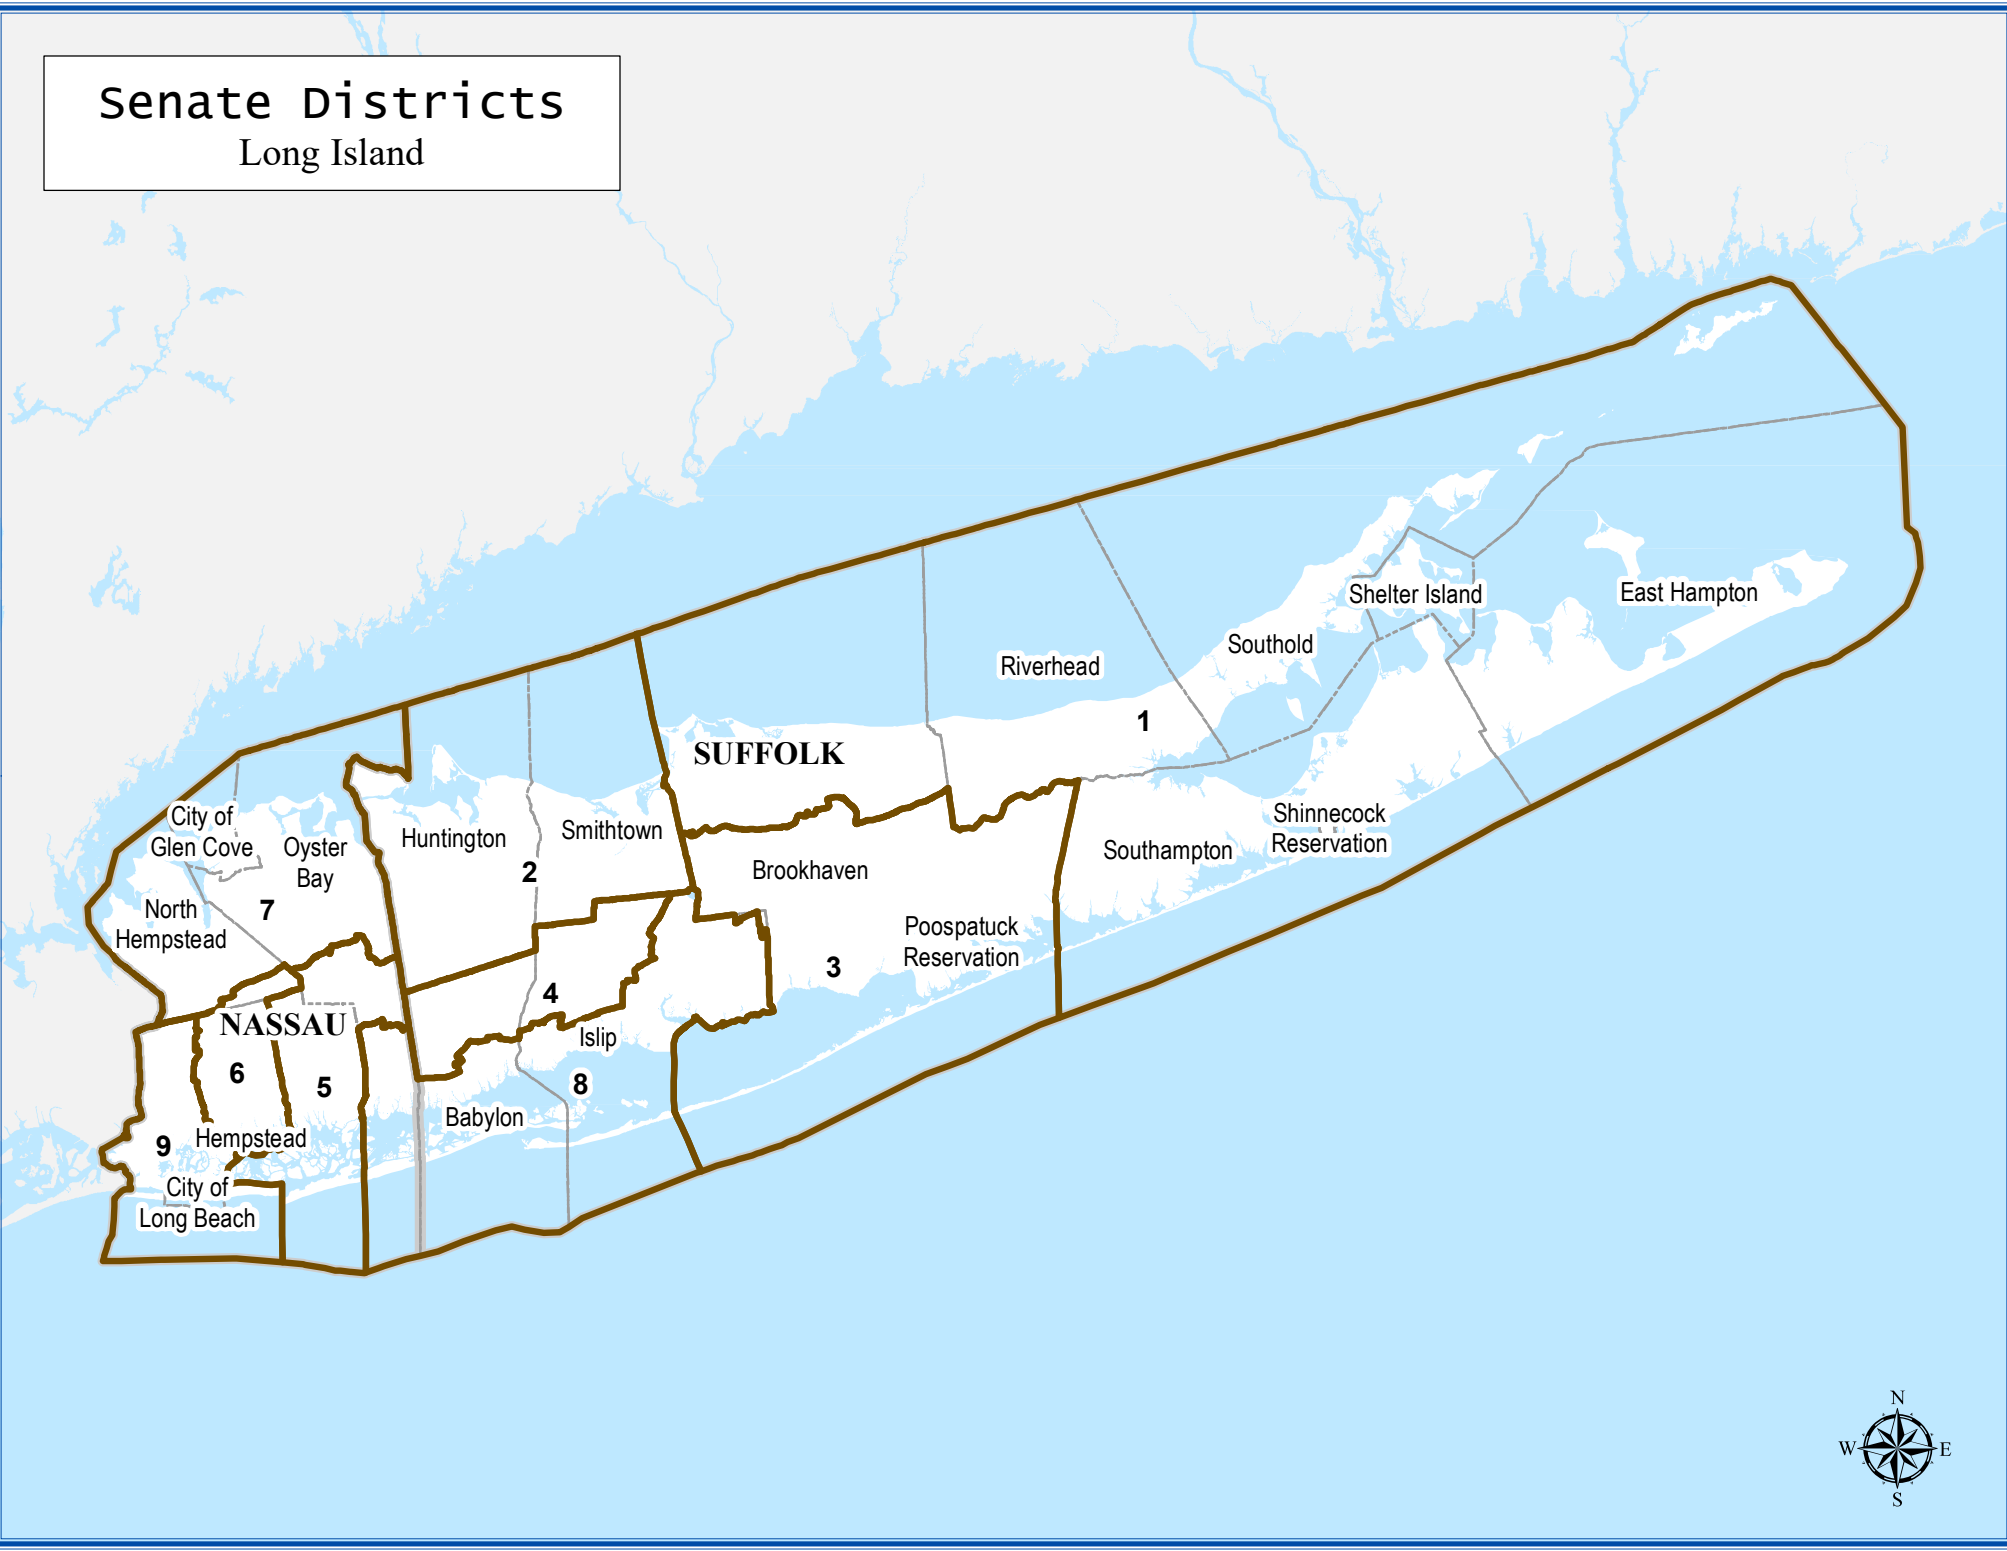 Senate Districts
Long Island
East Hampton
Shelter Island
Southold
Riverhead
1
SUFFOLK
City of
Glen Cove
Oyster
Bay
Huntington
Smithtown
2
Brookhaven
Southampton
Shinnecock
Reservation
North
Hempstead
7
Poospatuck
Reservation
3
4
NASSAU
Islip
6
5
8
Babylon
9
Hempstead
City of
Long Beach
N
W
E
S